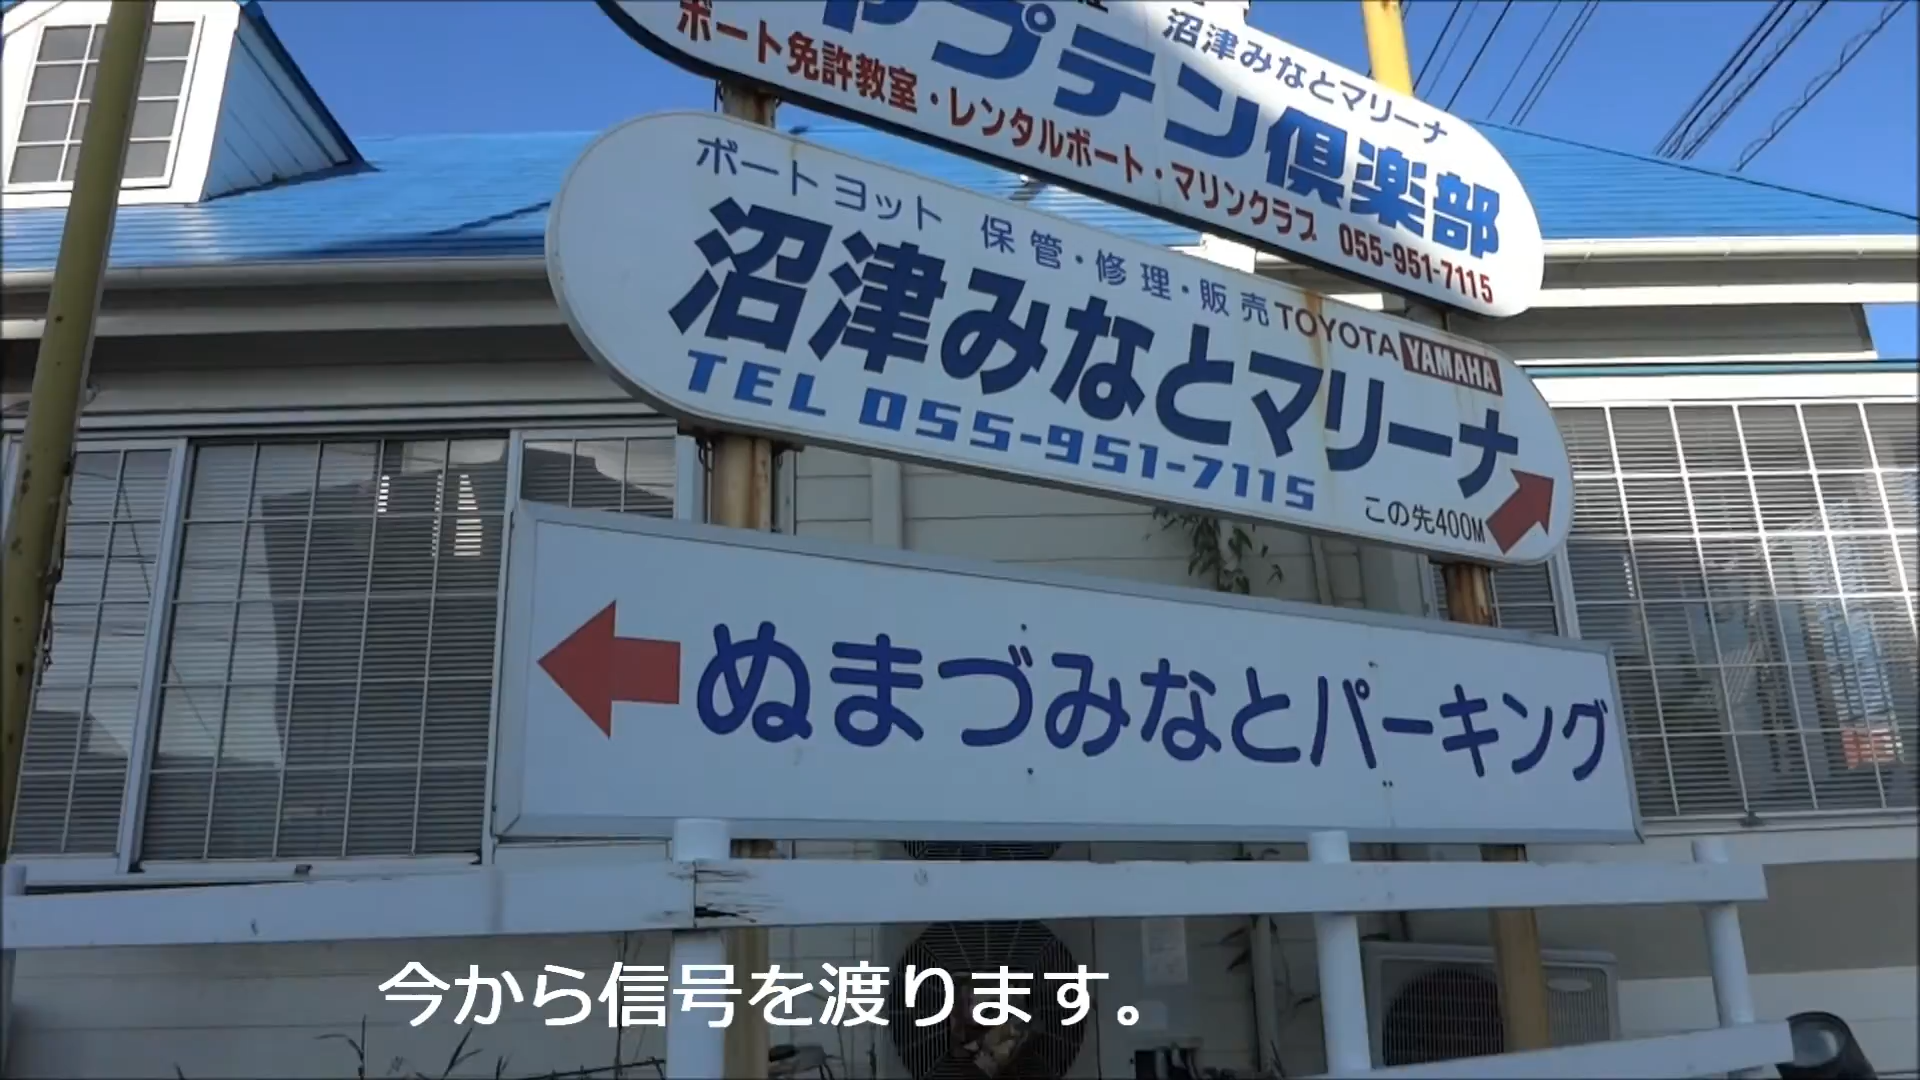 沼津みなとマリーナ
プテン倶楽部
ボート免許教室・レンタルボート・マリンクラブ 055-951-7115
ボート ヨット 保管・修理・販売 TOYOTA YAMAHA
沼津みなとマリーナ
TEL 055-951-7115
この先400M
ぬまづみなとパーキング
今から信号を渡ります。